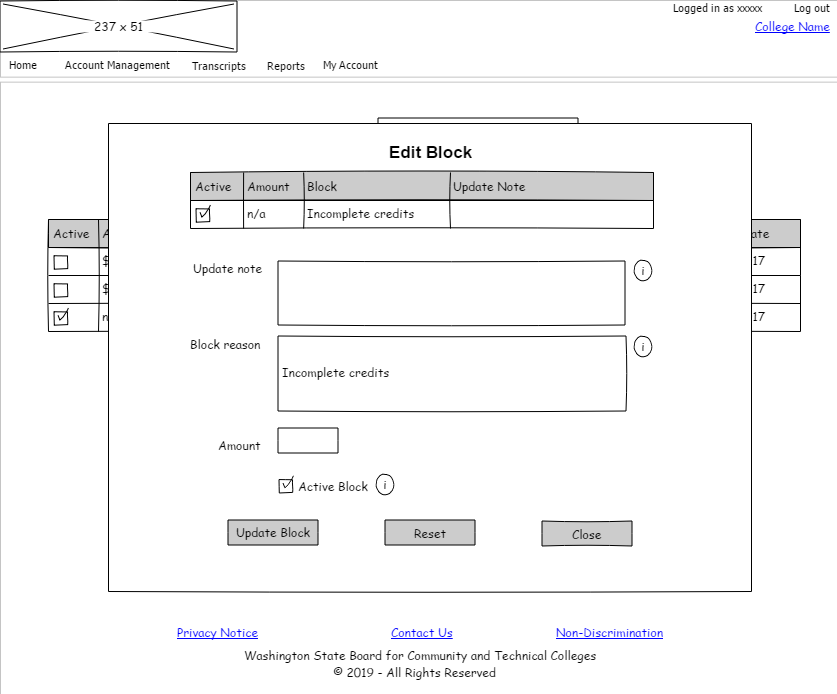 Logged in as xxxxx Log out
237 x 51
College Name
Home Account Management Transcripts Reports My Account
Edit Block
Active Amount Block Update Note
n/a Incomplete credits
Active A ate
$ 17
$ 17
n 17
Update note i
Block reason i
Incomplete credits
Amount
Active Block i
Update Block Reset Close
Privacy Notice Contact Us Non-Discrimination
Washington State Board for Community and Technical Colleges
© 2019 - All Rights Reserved